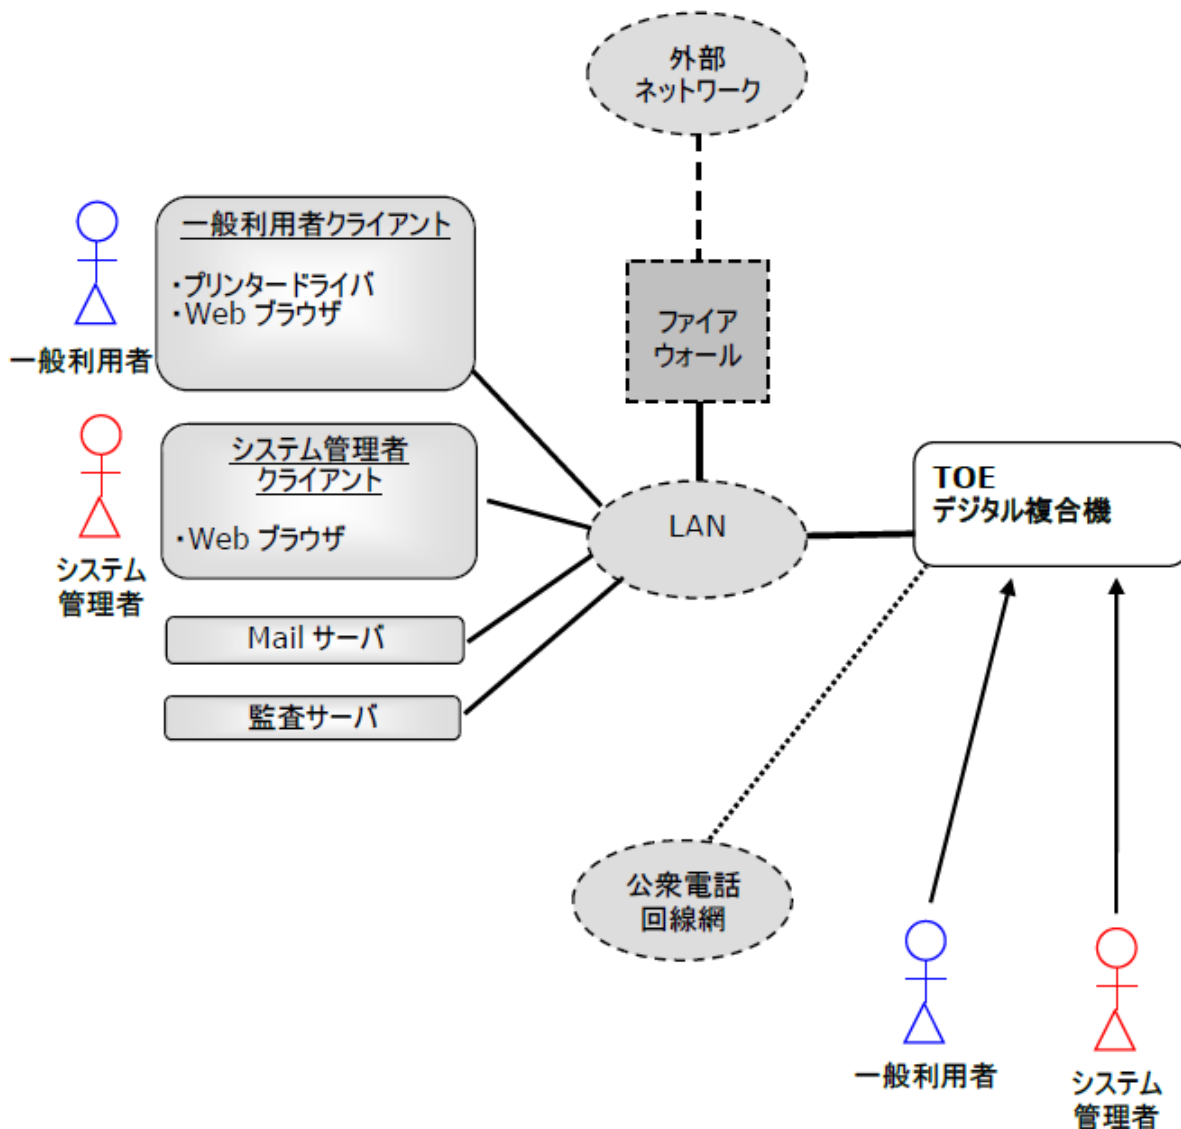 外部
ネットワーク
一般利用者クライアント
・プリンタードライバ
・Web ブラウザ
一般利用者
ファイア
ウォール
システム管理者
クライアント
・Web ブラウザ
システム
管理者
LAN
TOE
デジタル複合機
Mail サーバ
監査サーバ
公衆電話
回線網
一般利用者
システム
管理者